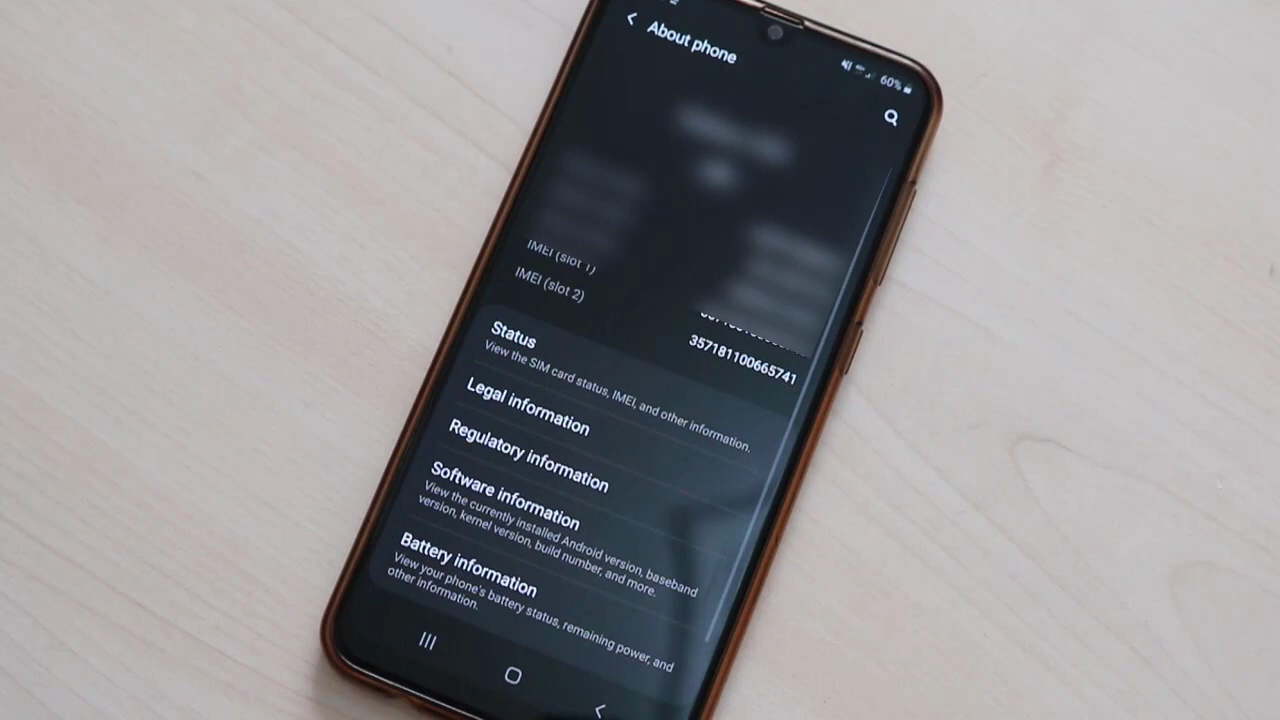 About phone
60%
IMEI (slot 1)
IMEI (slot 2)
357181100665741
Status
View the SIM card status, IMEI, and other information.
Legal information
Regulatory information
Software information
View the currently installed Android version, baseband
version, kernel version, build number, and more.
Battery information
View your phone's battery status, remaining power, and
other information.